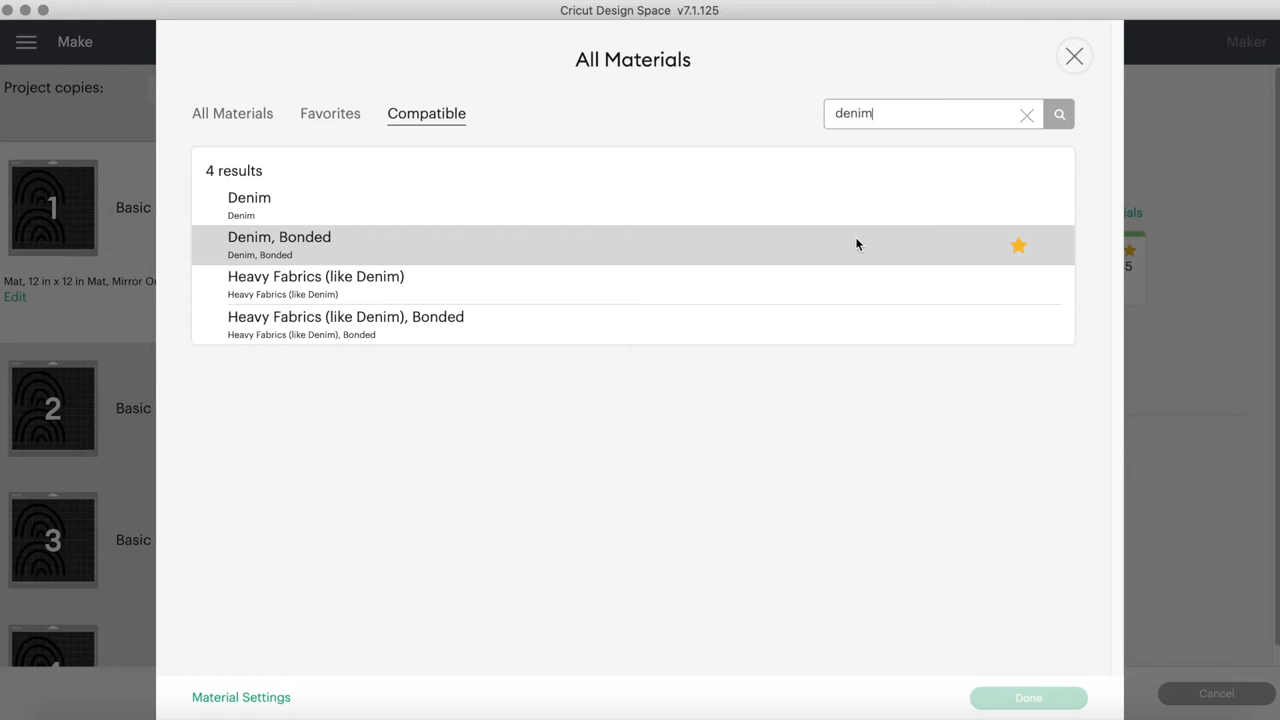 Cricut Design Space v7.1.125
Make
Maker
Project copies:
All Materials
All Materials
Favorites
Compatible
denim
4 results
Denim
Denim
Denim, Bonded
Denim, Bonded
Heavy Fabrics (like Denim)
Heavy Fabrics (like Denim)
Heavy Fabrics (like Denim), Bonded
Heavy Fabrics (like Denim), Bonded
1
Basic
Mat, 12 in x 12 in Mat, Mirror O
Edit
2
Basic
3
Basic
ials
5
Material Settings
Done
Cancel